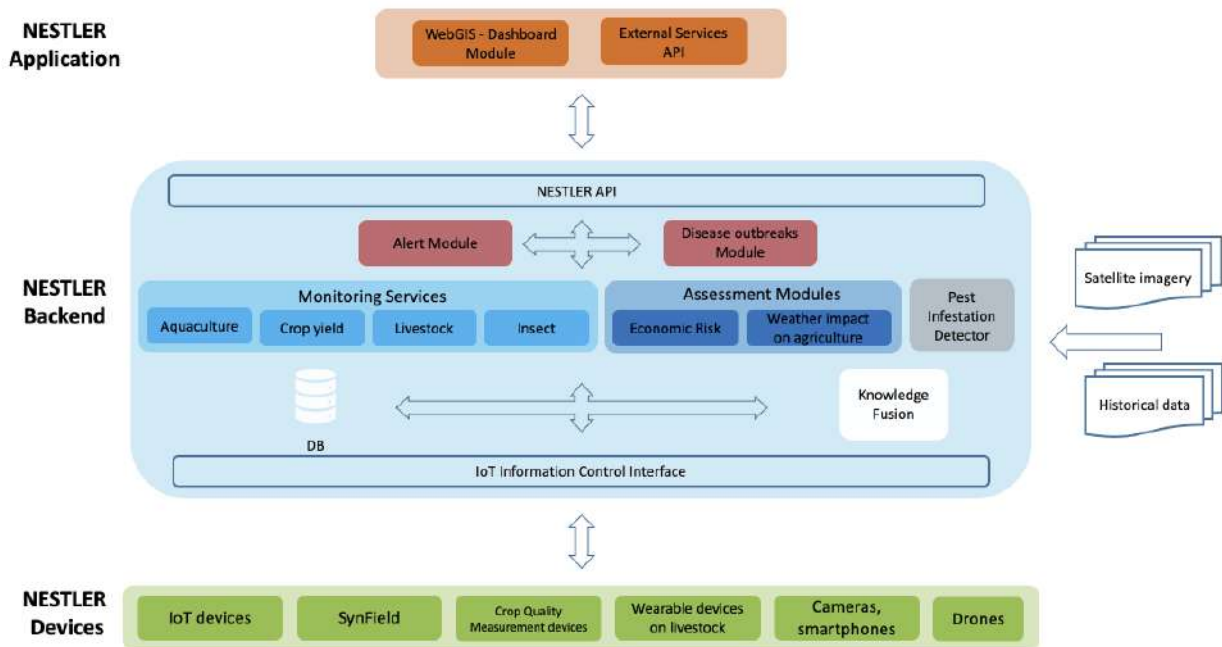 NESTLER
Application
WebGIS - Dashboard
Module
External Services
API
NESTLER
Backend
NESTLER API
Alert Module
Disease outbreaks
Module
Monitoring Services
Aquaculture
Crop yield
Livestock
Insect
Assessment Modules
Economic Risk
Weather impact
on agriculture
Pest
Infestation
Detector
Satellite imagery
Historical data
DB
Knowledge
Fusion
IoT Information Control Interface
NESTLER
Devices
IoT devices
SynField
Crop Quality
Measurement devices
Wearable devices
on livestock
Cameras,
smartphones
Drones